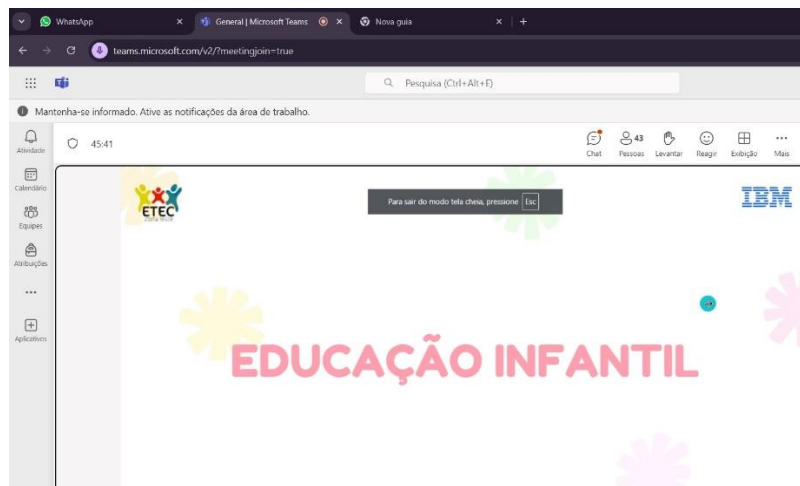 WhatsApp
General | Microsoft Teams
Nova guia
teams.microsoft.com/v2/?meetingjoin=true
Pesquisa (Ctrl+Alt+E)
Mantenha-se informado. Ative as notificações da área de trabalho.
Atividade
45:41
Chat
43
Pessoas
Levantar
Reagir
Exibição
Mais
Calendário
Equipes
Atribuições
Aplicativos
ETEC
Para sair do modo tela cheia, pressione Esc
IBM
EDUCAÇÃO INFANTIL